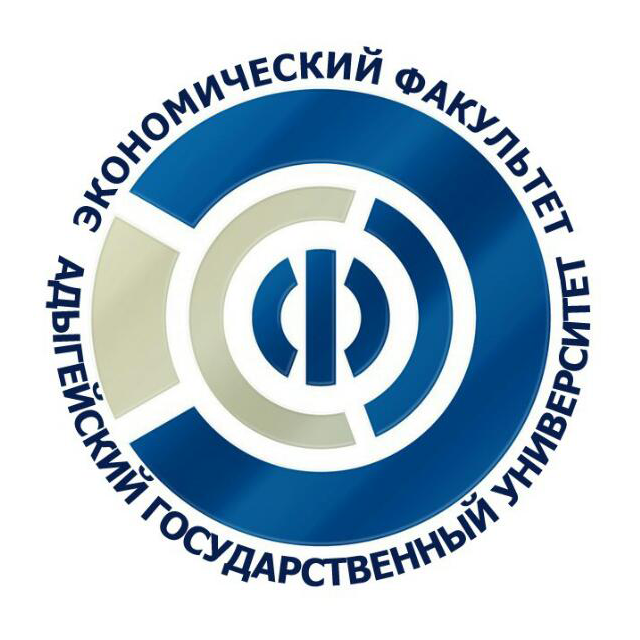 ЭКОНОМИЧЕСКИЙ ФАКУЛЬТЕТ
АДЫГЕЙСКИЙ ГОСУДАРСТВЕННЫЙ УНИВЕРСИТЕТ
Ф